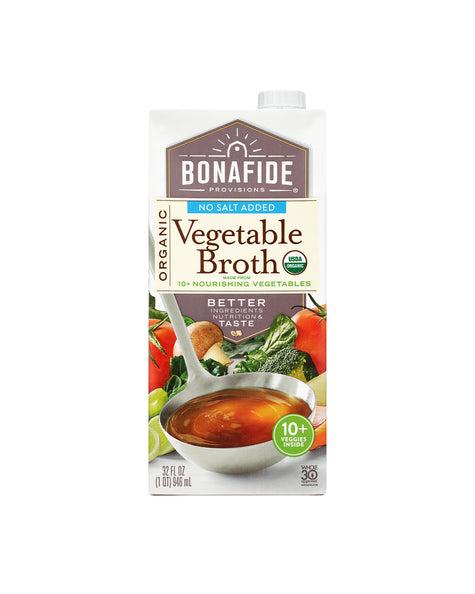 BONAFIDE
PROVISIONS ®
NO SALT ADDED
ORGANIC
Vegetable
Broth
USDA
ORGANIC
MADE FROM
10+ NOURISHING VEGETABLES
BETTER
INGREDIENTS
NUTRITION &
TASTE
10+
VEGGIES
INSIDE
32 FL OZ
(1 QT) 946 mL
WHOLE
30